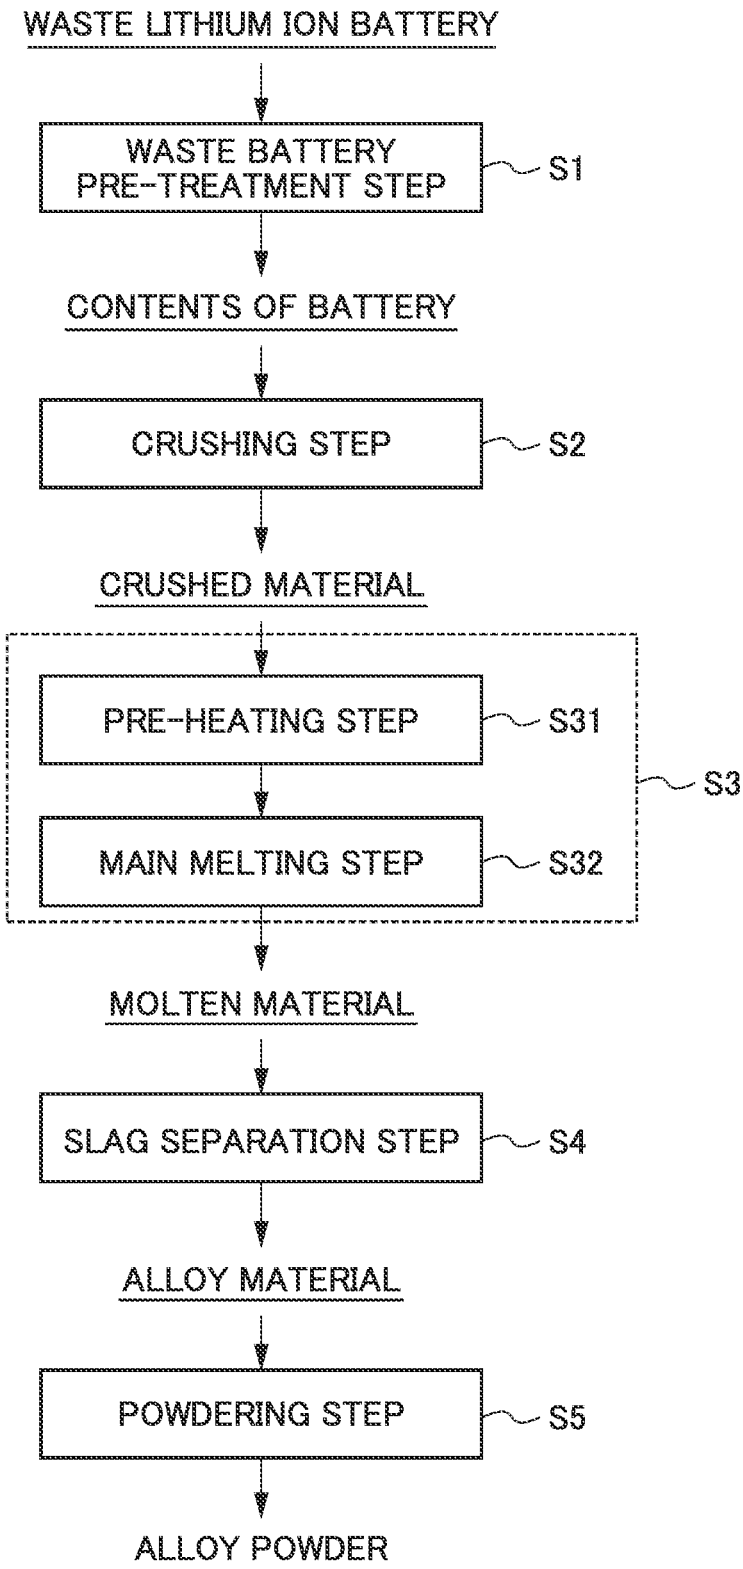 WASTE LITHIUM ION BATTERY
WASTE BATTERY
PRE-TREATMENT STEP
S1
CONTENTS OF BATTERY
CRUSHING STEP
S2
CRUSHED MATERIAL
PRE-HEATING STEP
S31
S3
MAIN MELTING STEP
S32
MOLTEN MATERIAL
SLAG SEPARATION STEP
S4
ALLOY MATERIAL
POWDERING STEP
S5
ALLOY POWDER